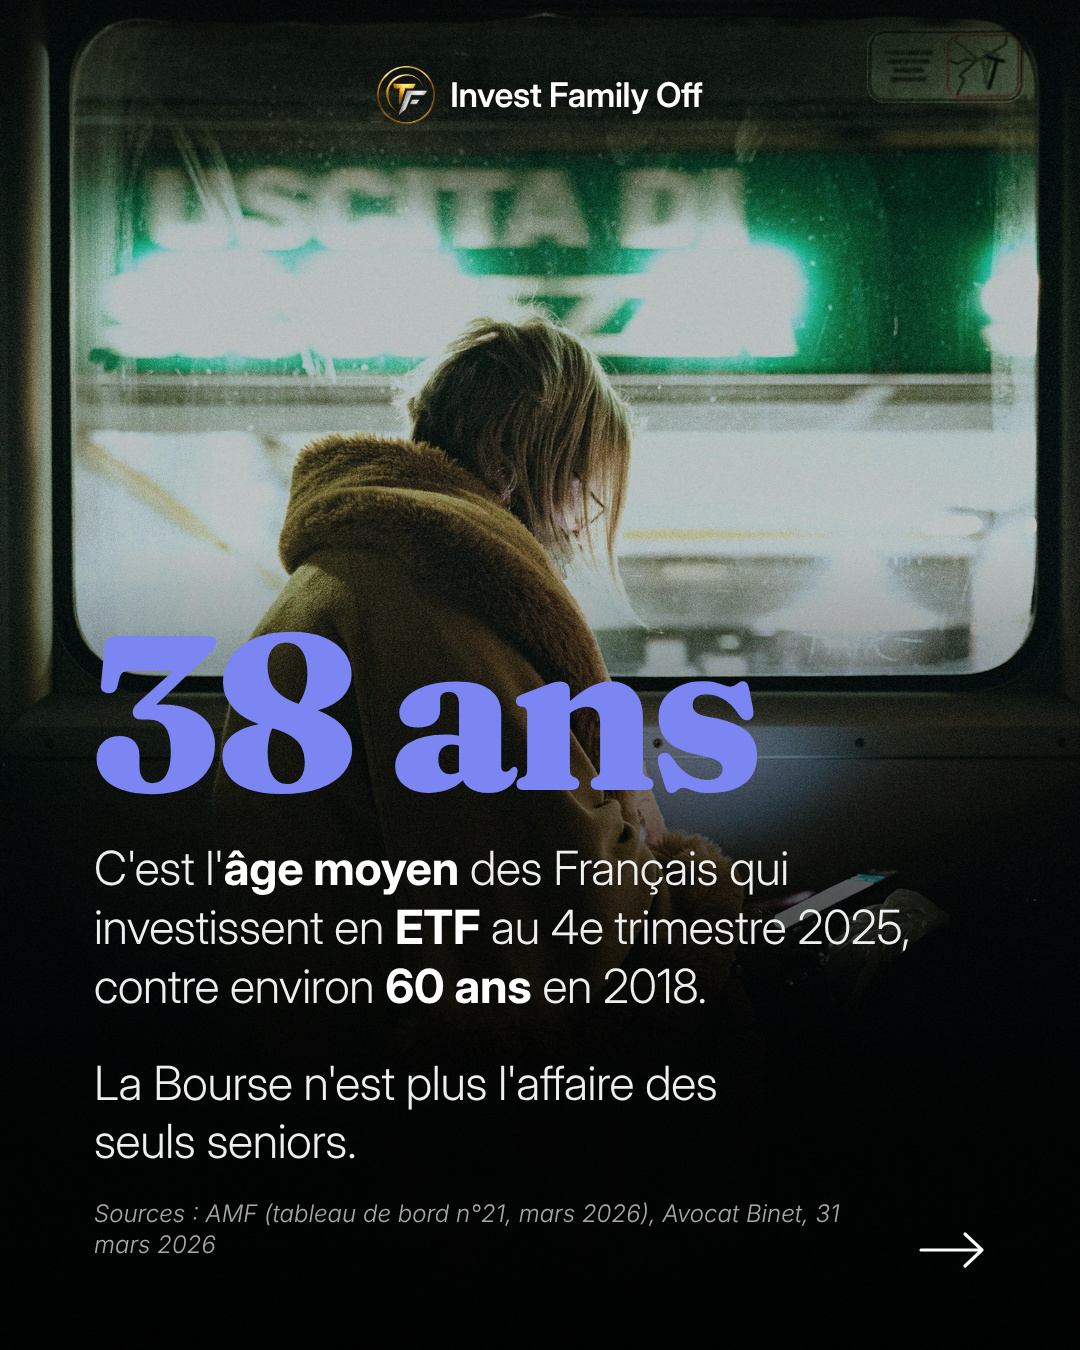 Invest Family Off
USCITA DI
38 ans
C'est l'âge moyen des Français qui
investissent en ETF au 4e trimestre 2025,
contre environ 60 ans en 2018.
La Bourse n'est plus l'affaire des
seuls seniors.
Sources : AMF (tableau de bord n°21, mars 2026), Avocat Binet, 31
mars 2026